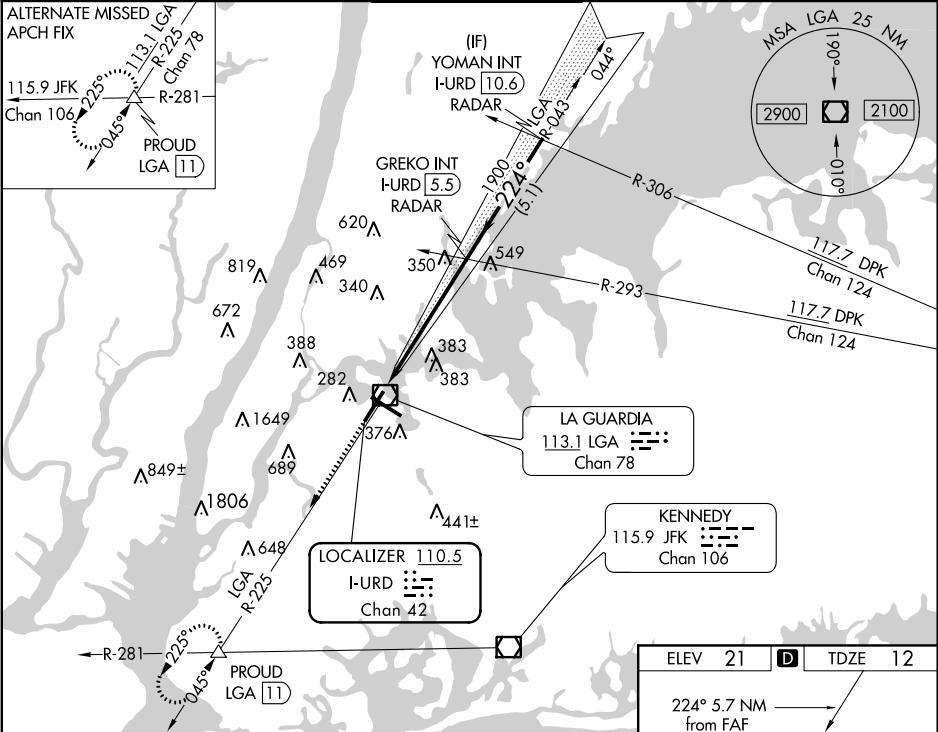 ALTERNATE MISSED
APCH FIX
113.1 LGA
R-225
Chan 78
115.9 JFK
Chan 106
R-281
225°
045°
PROUD
LGA 11
(IF)
YOMAN INT
I-URD 10.6
RADAR
LGA
R-043
044°
MSA LGA 25 NM
190°
2900
2100
010°
GREKO INT
I-URD 5.5
RADAR
1900
224°
(5.1)
R-306
117.7 DPK
Chan 124
R-293
117.7 DPK
Chan 124
620
350
549
819
469
340
672
388
383
383
282
1649
376
689
849±
1806
441±
648
LA GUARDIA
113.1 LGA
Chan 78
KENNEDY
115.9 JFK
Chan 106
LOCALIZER 110.5
I-URD
Chan 42
LGA
R-225
R-281
225°
045°
PROUD
LGA 11
ELEV 21 D TDZE 12
224° 5.7 NM
from FAF